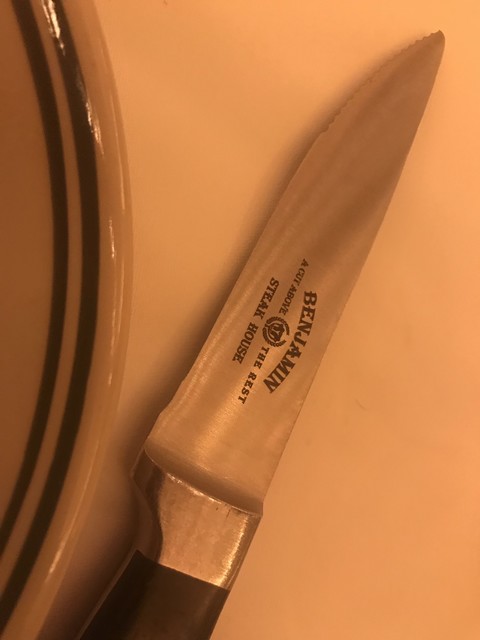 BENJAMIN
A CUT ABOVE THE REST
STEAK HOUSE